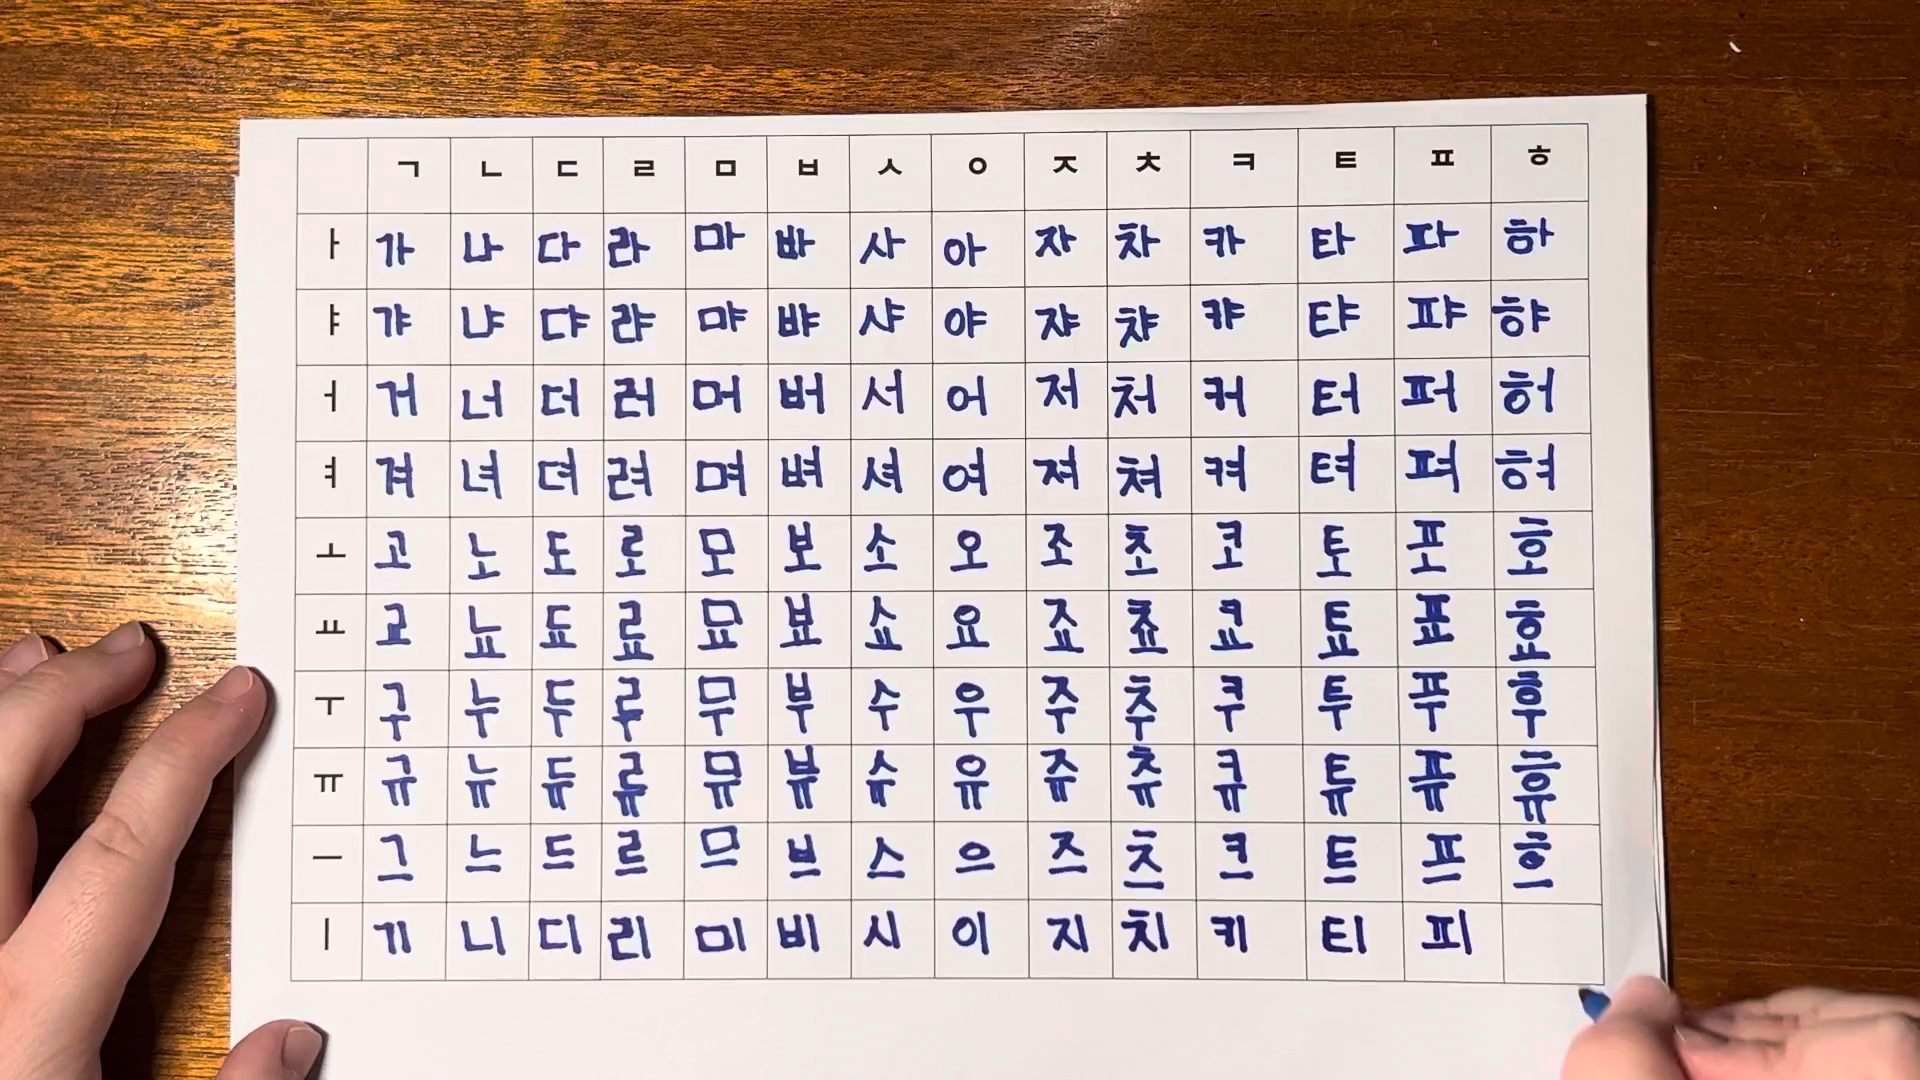 ㄱ ㄴ ㄷ ㄹ ㅁ ㅂ ㅅ ㅇ ㅈ ㅊ ㅋ ㅌ ㅍ ㅎ
ㅏ 가 나 다 라 마 바 사 아 자 차 카 타 파 하
ㅑ 갸 냐 댜 랴 먀 뱌 샤 야 쟈 챠 캬 탸 퍄 햐
ㅓ 거 너 더 러 머 버 서 어 저 처 커 터 퍼 허
ㅕ 겨 녀 뎌 려 며 벼 셔 여 져 쳐 켜 텨 펴 혀
ㅗ 고 노 도 로 모 보 소 오 조 초 코 토 포 호
ㅛ 교 뇨 됴 료 묘 뵤 쇼 요 죠 쵸 쿄 툐 표 효
ㅜ 구 누 두 루 무 부 수 우 주 추 쿠 투 푸 후
ㅠ 규 뉴 듀 류 뮤 뷰 슈 유 쥬 츄 큐 튜 퓨 휴
ㅡ 그 느 드 르 므 브 스 으 즈 츠 크 트 프 흐
ㅣ 기 니 디 리 미 비 시 이 지 치 키 티 피